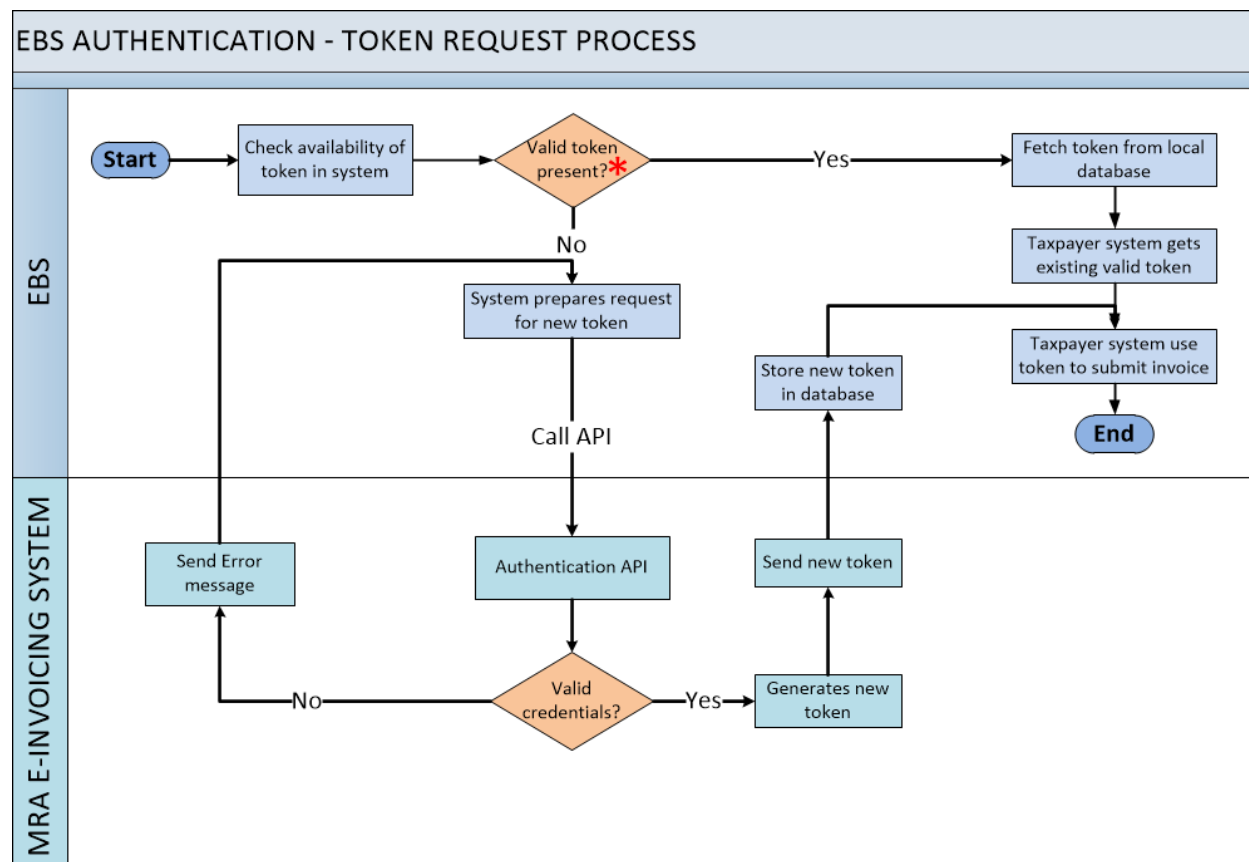 EBS AUTHENTICATION - TOKEN REQUEST PROCESS
EBS
Start
Check availability of
token in system
Valid token
present?*
Yes
Fetch token from local
database
No
Taxpayer system gets
existing valid token
System prepares request
for new token
Taxpayer system use
token to submit invoice
Store new token
in database
Call API
End
MRA E-INVOICING SYSTEM
Send Error
message
Authentication API
Send new token
No
Valid
credentials?
Yes
Generates new
token